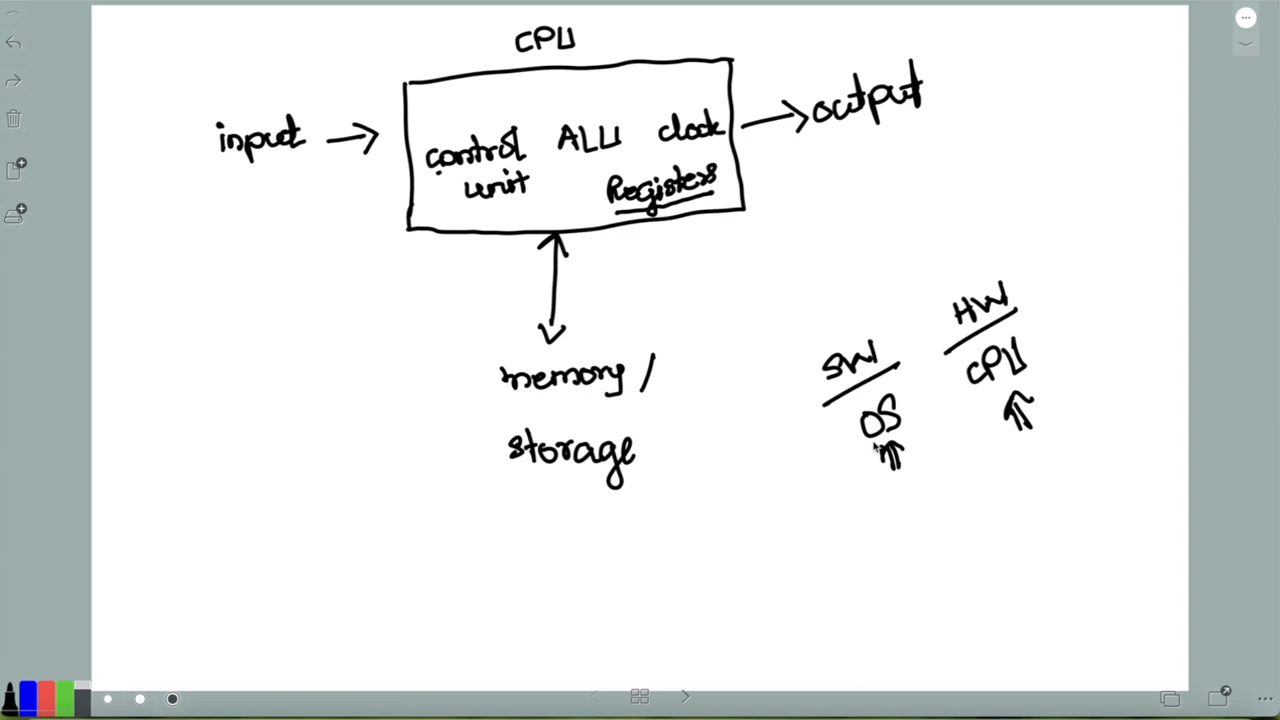 CPU
input → control unit ALU clock Registers → output
memory /
storage
SW HW
OS CPU